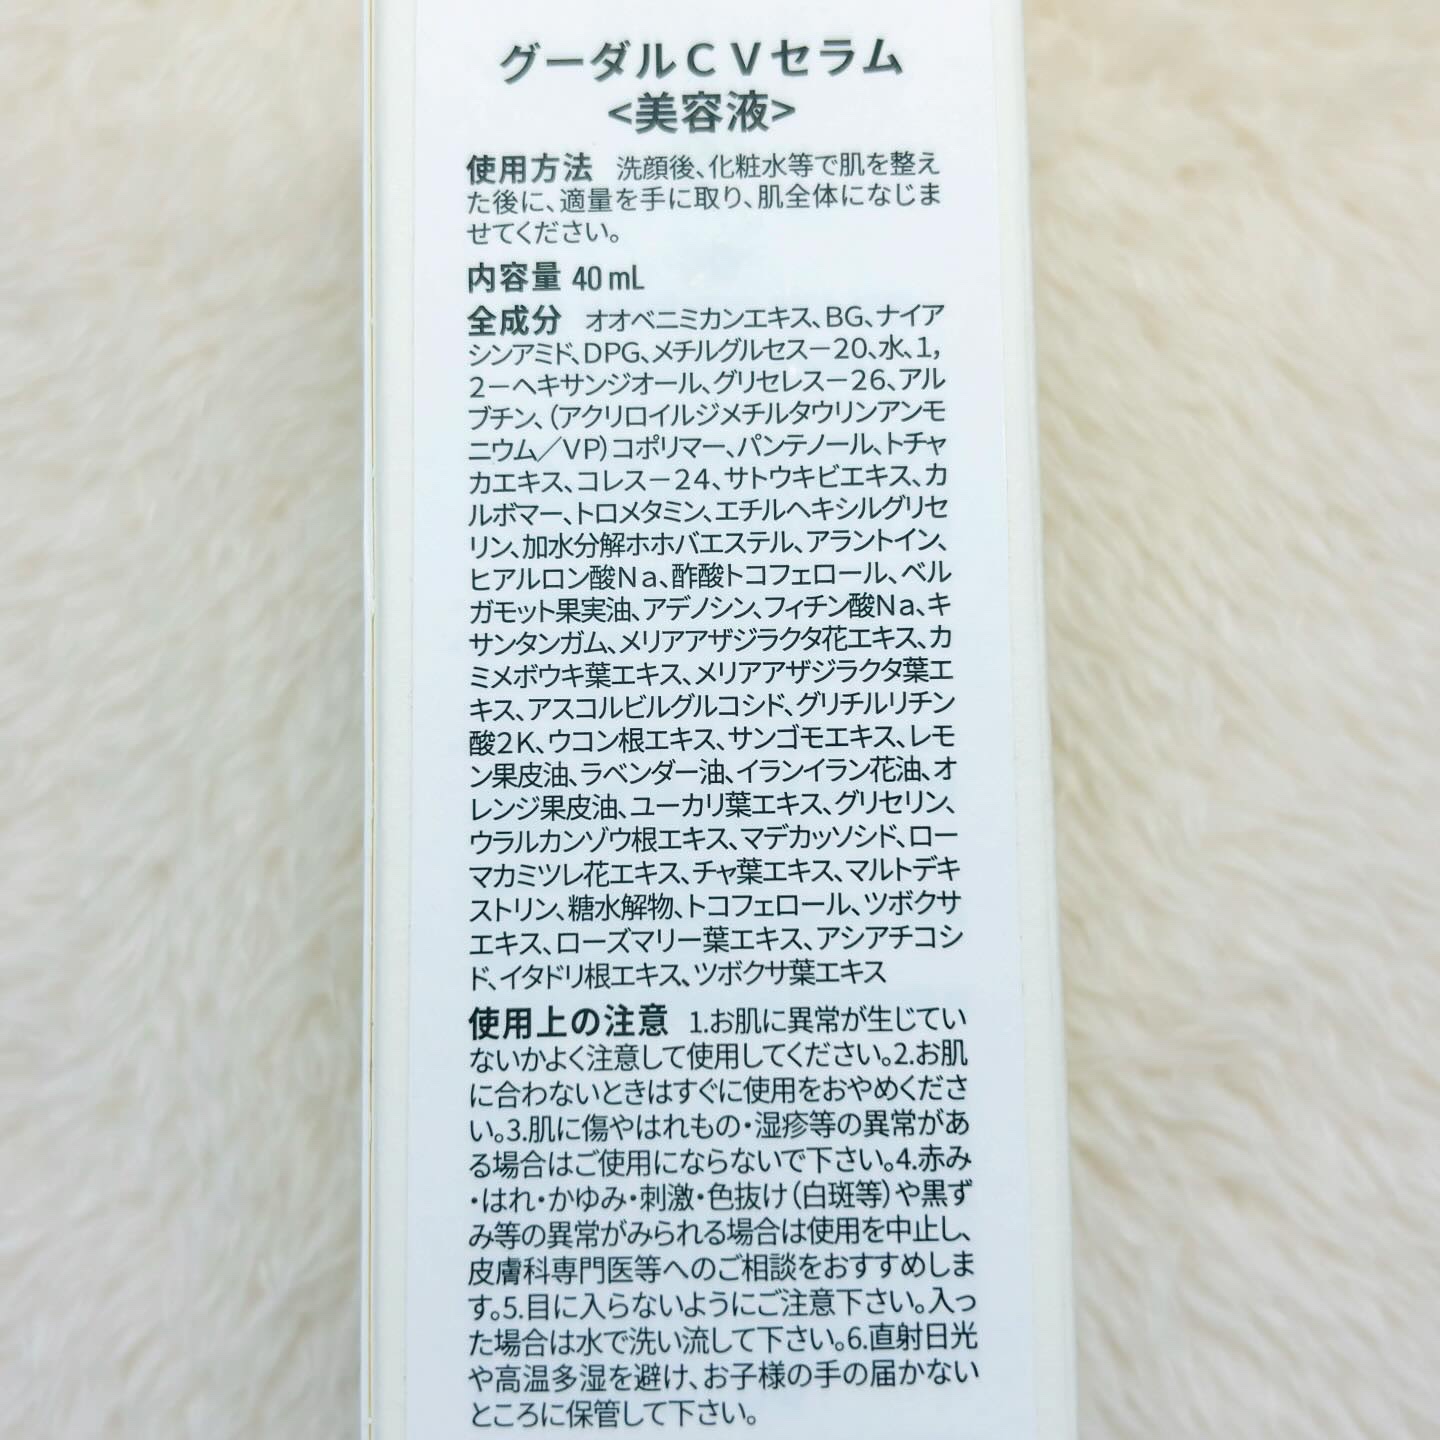 グーダルＣＶセラム
<美容液>
使用方法 洗顔後、化粧水等で肌を整え
た後に、適量を手に取り、肌全体になじま
せてください。
内容量 40 mL
全成分 オオベニミカンエキス、BG、ナイア
シンアミド、DPG、メチルグルセス－20、水、1,
2－ヘキサンジオール、グリセレス－26、アル
ブチン、（アクリロイルジメチルタウリンアンモ
ニウム／VP）コポリマー、パンテノール、トチャ
カエキス、コレス－24、サトウキビエキス、カ
ルボマー、トロメタミン、エチルヘキシルグリセ
リン、加水分解ホホバエステル、アラントイン、
ヒアルロン酸Ｎａ、酢酸トコフェロール、ベル
ガモット果実油、アデノシン、フィチン酸Ｎａ、キ
サンタンガム、メリアアザジラクタ花エキス、カ
ミメボウキ葉エキス、メリアアザジラクタ葉エ
キス、アスコルビルグルコシド、グリチルリチン
酸２Ｋ、ウコン根エキス、サンゴモエキス、レモ
ン果皮油、ラベンダー油、イランイラン花油、オ
レンジ果皮油、ユーカリ葉エキス、グリセリン、
ウラルカンゾウ根エキス、マデカッソシド、ロー
マカミツレ花エキス、チャ葉エキス、マルトデキ
ストリン、糖水解物、トコフェロール、ツボクサ
エキス、ローズマリー葉エキス、アシアチコシ
ド、イタドリ根エキス、ツボクサ葉エキス
使用上の注意 1.お肌に異常が生じてい
ないかよく注意して使用してください。2.お肌
に合わないときはすぐに使用をおやめくださ
い。3.肌に傷やはれもの・湿疹等の異常があ
る場合はご使用にならないで下さい。4.赤み
・はれ・かゆみ・刺激・色抜け（白斑等）や黒ず
み等の異常がみられる場合は使用を中止し、
皮膚科専門医等へのご相談をおすすめしま
す。5.目に入らないようにご注意下さい。入っ
た場合は水で洗い流して下さい。6.直射日光
や高温多湿を避け、お子様の手の届かない
ところに保管して下さい。